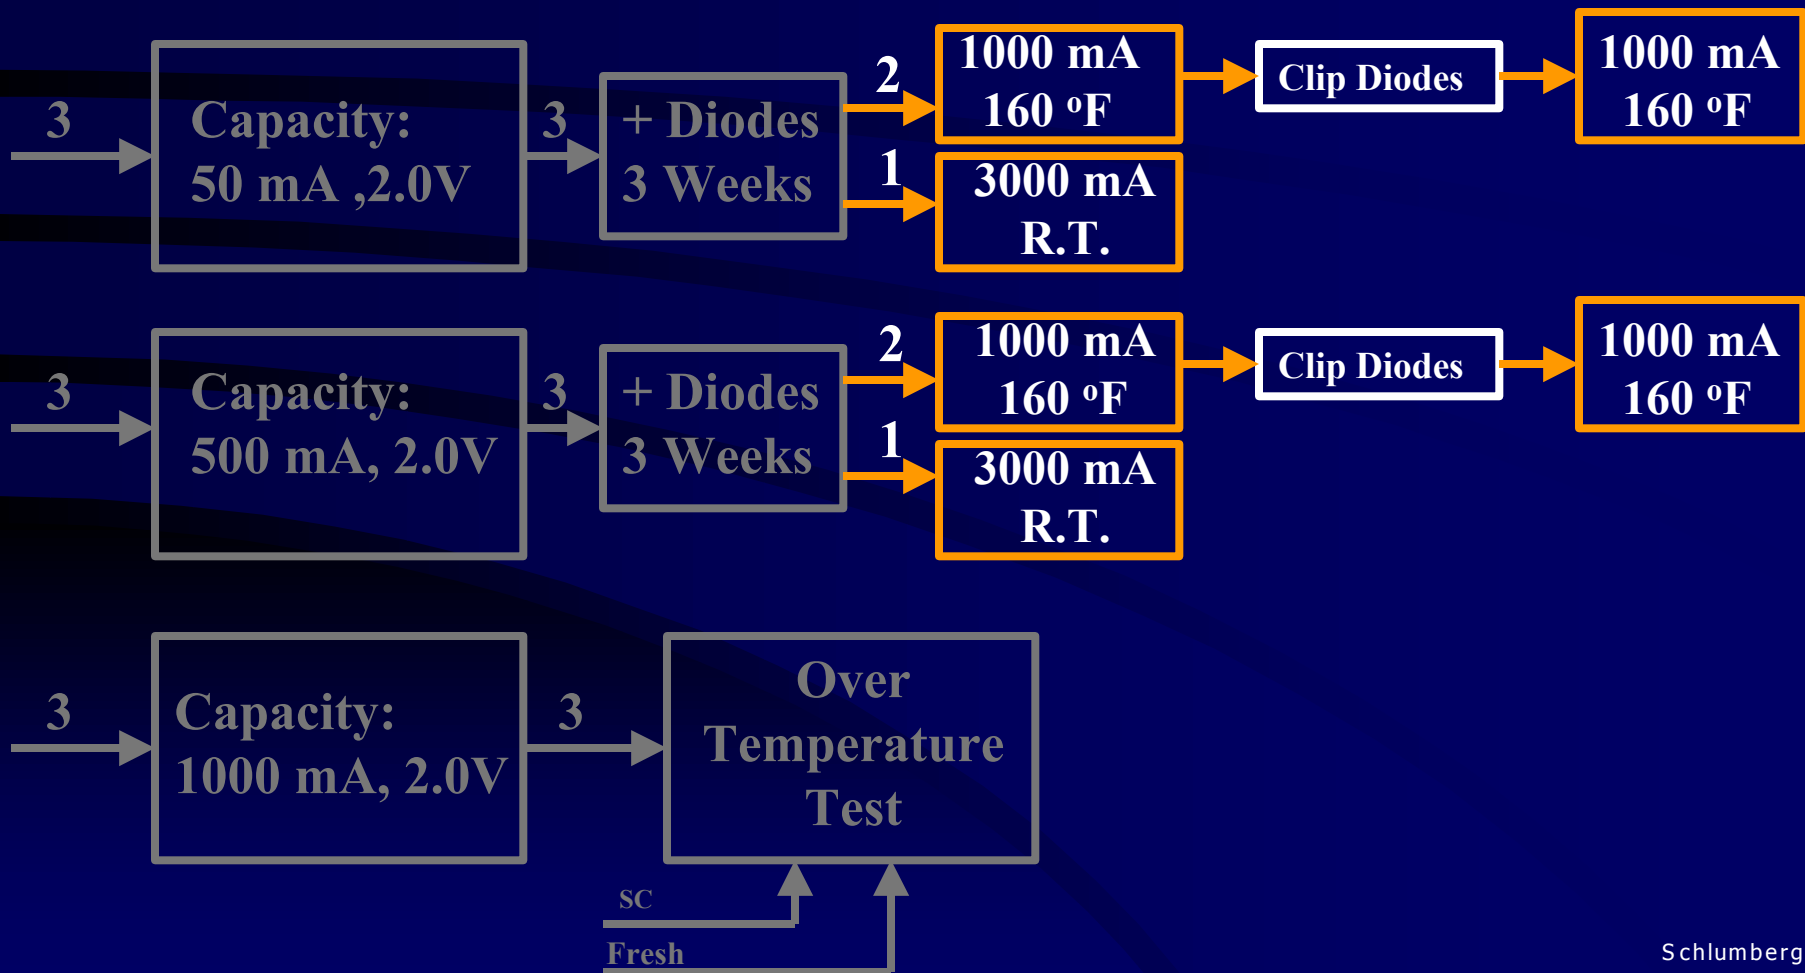 3
Capacity:
50 mA ,2.0V
3
+ Diodes
3 Weeks
2
1000 mA
160 oF
Clip Diodes
1000 mA
160 oF
1
3000 mA
R.T.
3
Capacity:
500 mA, 2.0V
3
+ Diodes
3 Weeks
2
1000 mA
160 oF
Clip Diodes
1000 mA
160 oF
1
3000 mA
R.T.
3
Capacity:
1000 mA, 2.0V
3
Over
Temperature
Test
SC
Fresh
Schlumberg